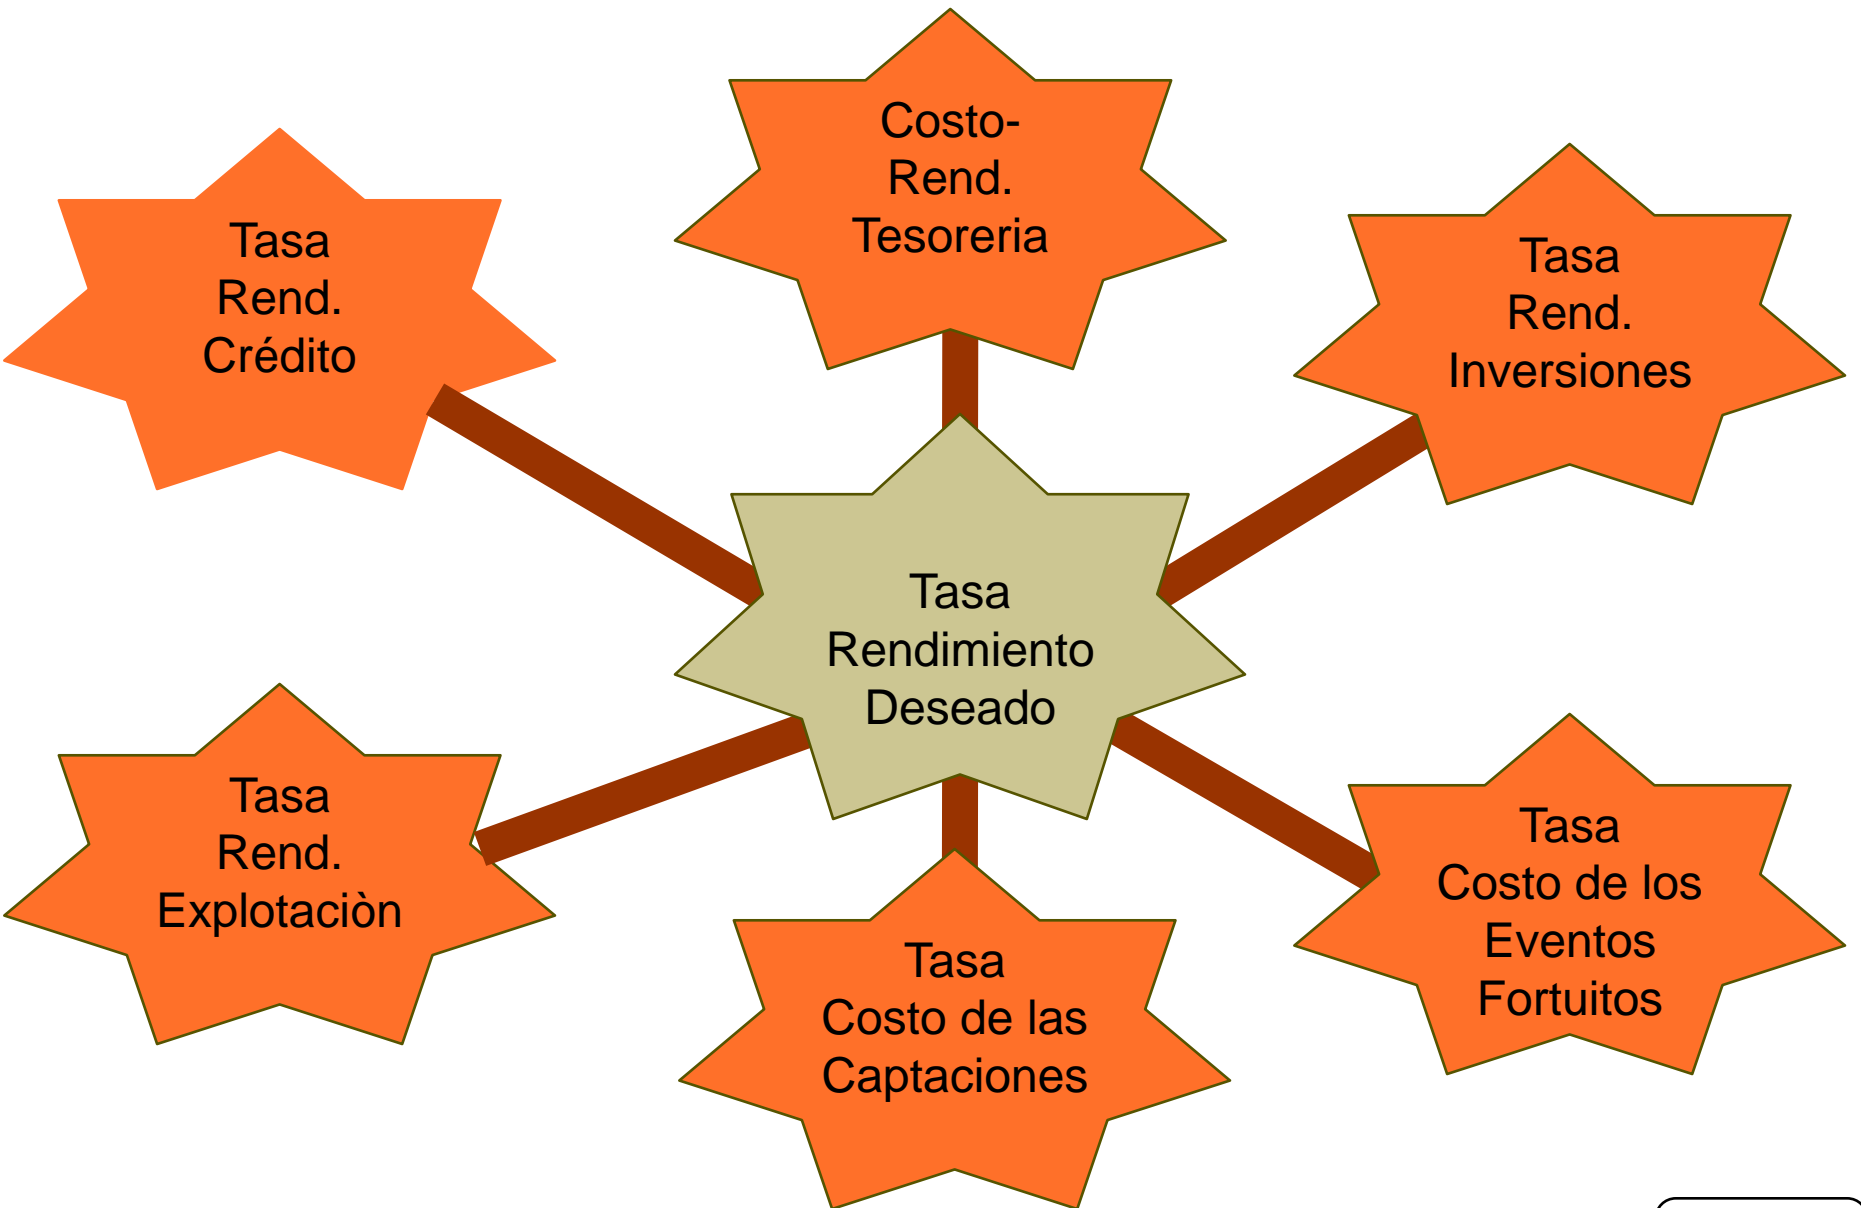 Costo-
Rend.
Tesoreria
Tasa
Rend.
Crédito
Tasa
Rend.
Inversiones
Tasa
Rendimiento
Deseado
Tasa
Rend.
Explotaciòn
Tasa
Costo de las
Captaciones
Tasa
Costo de los
Eventos
Fortuitos